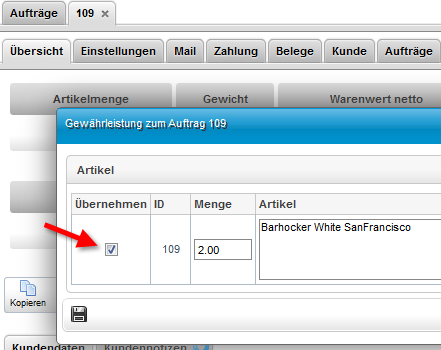 Aufträge 109
Übersicht Einstellungen Mail Zahlung Belege Kunde Aufträge
Artikelmenge Gewicht Warenwert netto
Gewährleistung zum Auftrag 109
Artikel
Übernehmen ID Menge Artikel
109 2.00 Barhocker White SanFrancisco
Kopieren
Kundendaten Kundennotizen